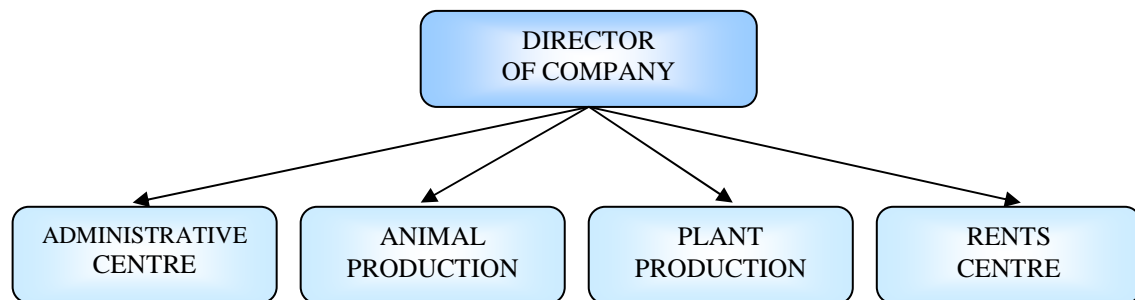 DIRECTOR
OF COMPANY
ADMINISTRATIVE
CENTRE
ANIMAL
PRODUCTION
PLANT
PRODUCTION
RENTS
CENTRE